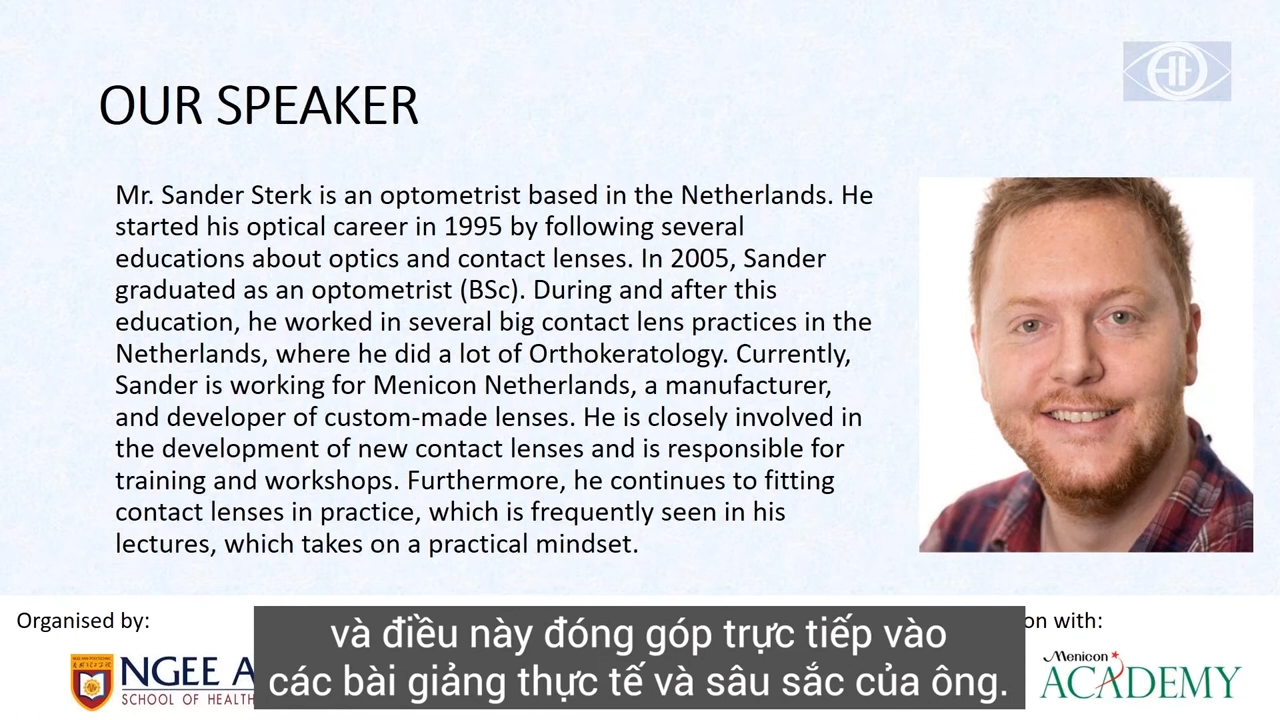 OUR SPEAKER
Mr. Sander Sterk is an optometrist based in the Netherlands. He
started his optical career in 1995 by following several
educations about optics and contact lenses. In 2005, Sander
graduated as an optometrist (BSc). During and after this
education, he worked in several big contact lens practices in the
Netherlands, where he did a lot of Orthokeratology. Currently,
Sander is working for Menicon Netherlands, a manufacturer,
and developer of custom-made lenses. He is closely involved in
the development of new contact lenses and is responsible for
training and workshops. Furthermore, he continues to fitting
contact lenses in practice, which is frequently seen in his
lectures, which takes on a practical mindset.
Organised by:
on with:
và điều này đóng góp trực tiếp vào
các bài giảng thực tế và sâu sắc của ông.
NGEE A
SCHOOL OF HEALTH
Menicon
ACADEMY